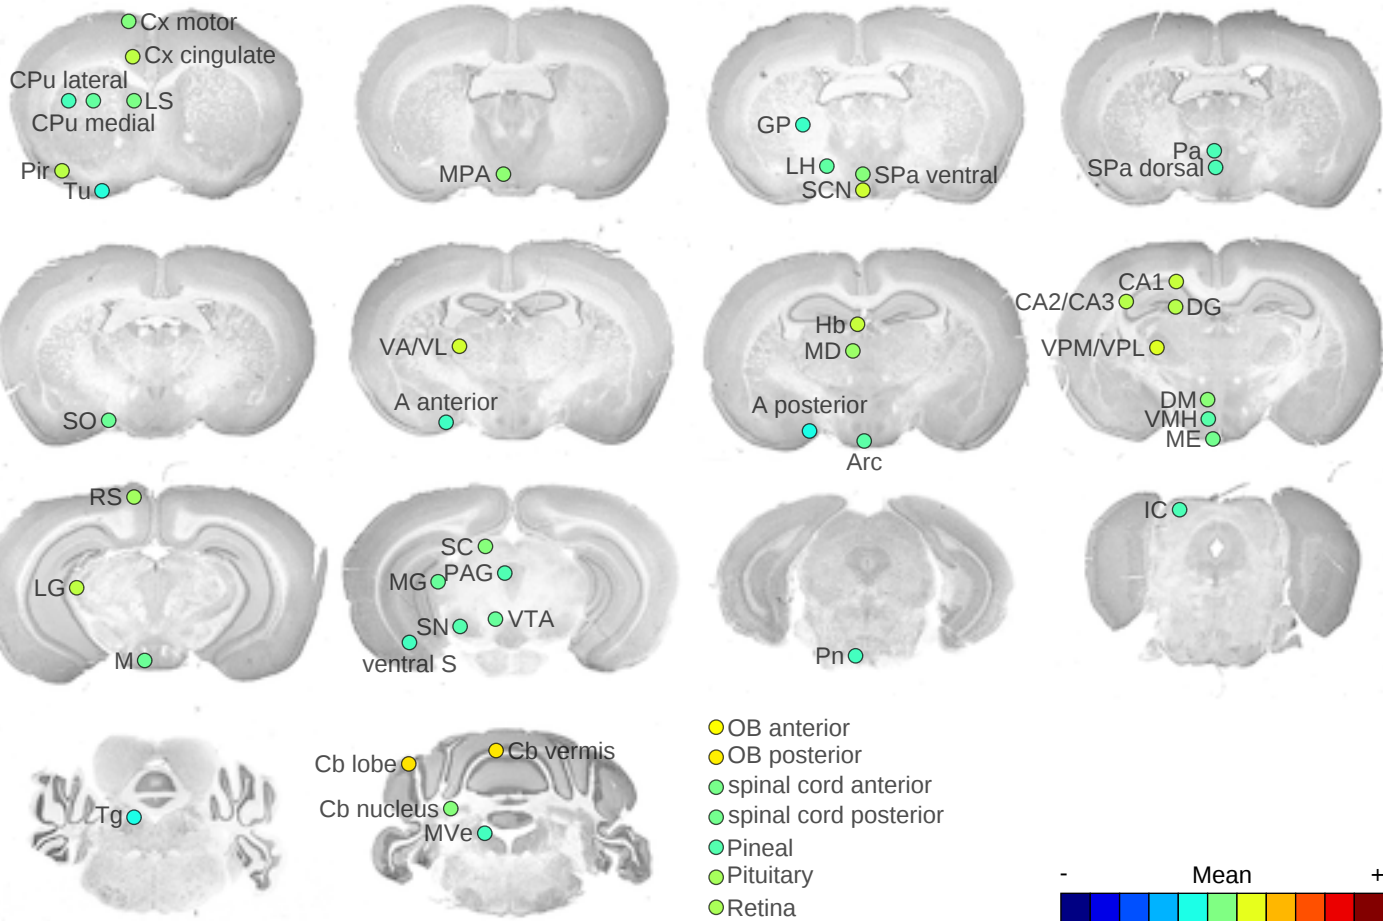 Cx motor
Cx cingulate
CPu lateral
LS
CPu medial
Pir
Tu
MPA
GP
LH
SPa ventral
SCN
Pa
SPa dorsal
SO
VA/VL
A anterior
Hb
MD
A posterior
Arc
CA1
CA2/CA3
DG
VPM/VPL
DM
VMH
ME
RS
LG
M
SC
PAG
MG
VTA
SN
ventral S
Pn
IC
Tg
Cb lobe
Cb vermis
Cb nucleus
MVe
OB anterior
OB posterior
spinal cord anterior
spinal cord posterior
Pineal
Pituitary
Retina
- Mean +